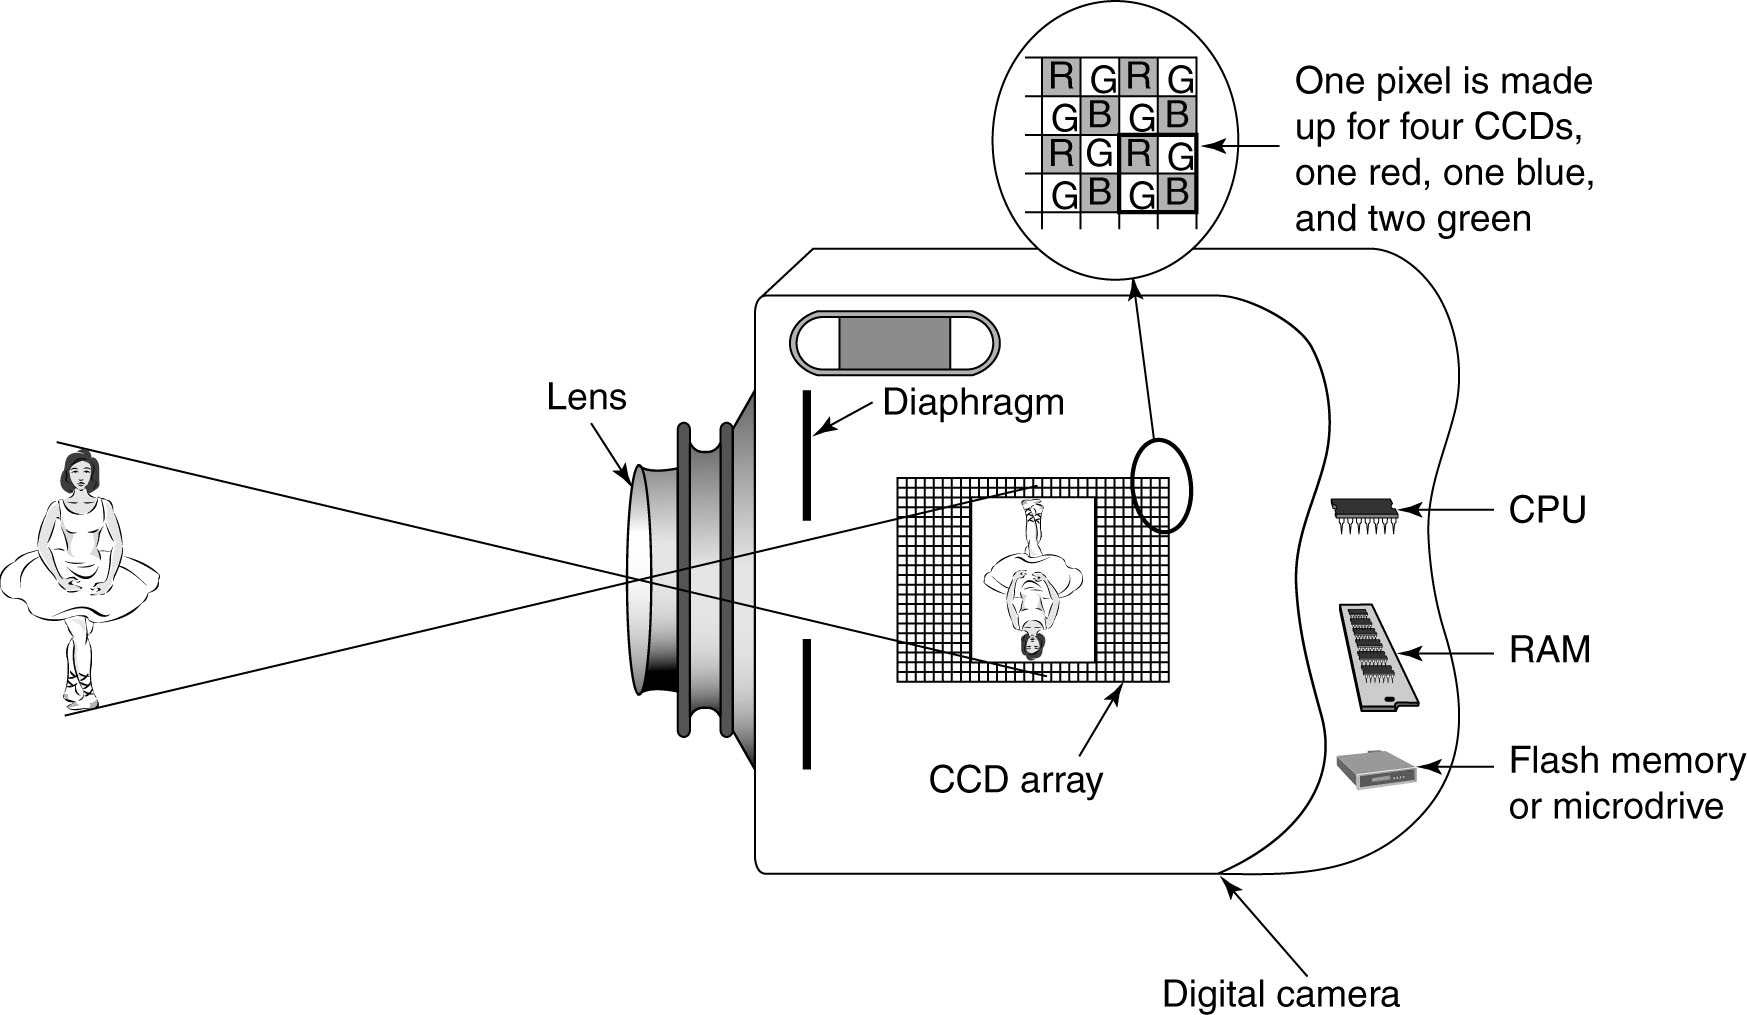 R G R G
G B G B
R G R G
G B G B
One pixel is made
up for four CCDs,
one red, one blue,
and two green
Lens
Diaphragm
CPU
RAM
CCD array
Flash memory
or microdrive
Digital camera